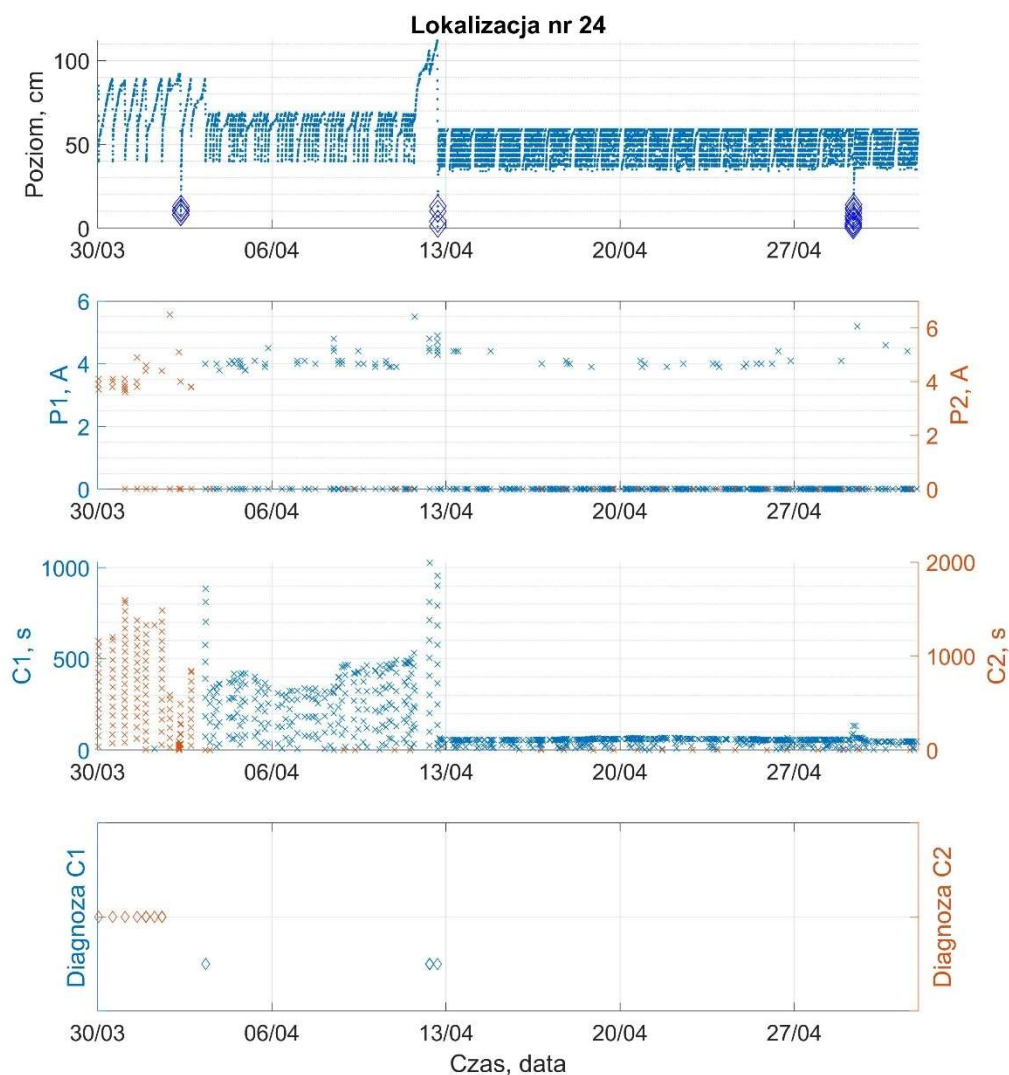 Lokalizacja nr 24
Poziom, cm
100
50
0
30/03 06/04 13/04 20/04 27/04
P1, A
6
4
2
0
P2, A
6
4
2
0
30/03 06/04 13/04 20/04 27/04
C1, s
1000
500
0
C2, s
2000
1000
0
30/03 06/04 13/04 20/04 27/04
Diagnoza C1
Diagnoza C2
30/03 06/04 13/04 20/04 27/04
Czas, data